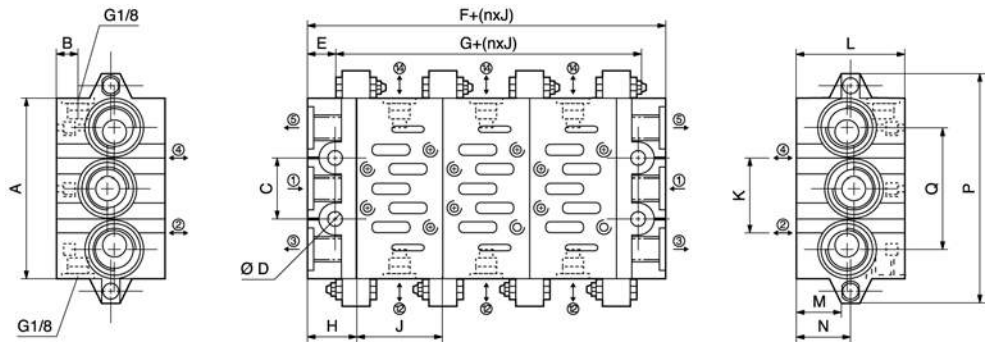 G1/8
B
A
④
②
G1/8
F+(nxJ)
E
G+(nxJ)
⑭ ⑭ ⑭
⑤ ⑤
① ①
C
③ ③
Ø D
⑫ ⑫ ⑫
H
J
L
④
K
Q
P
②
M
N